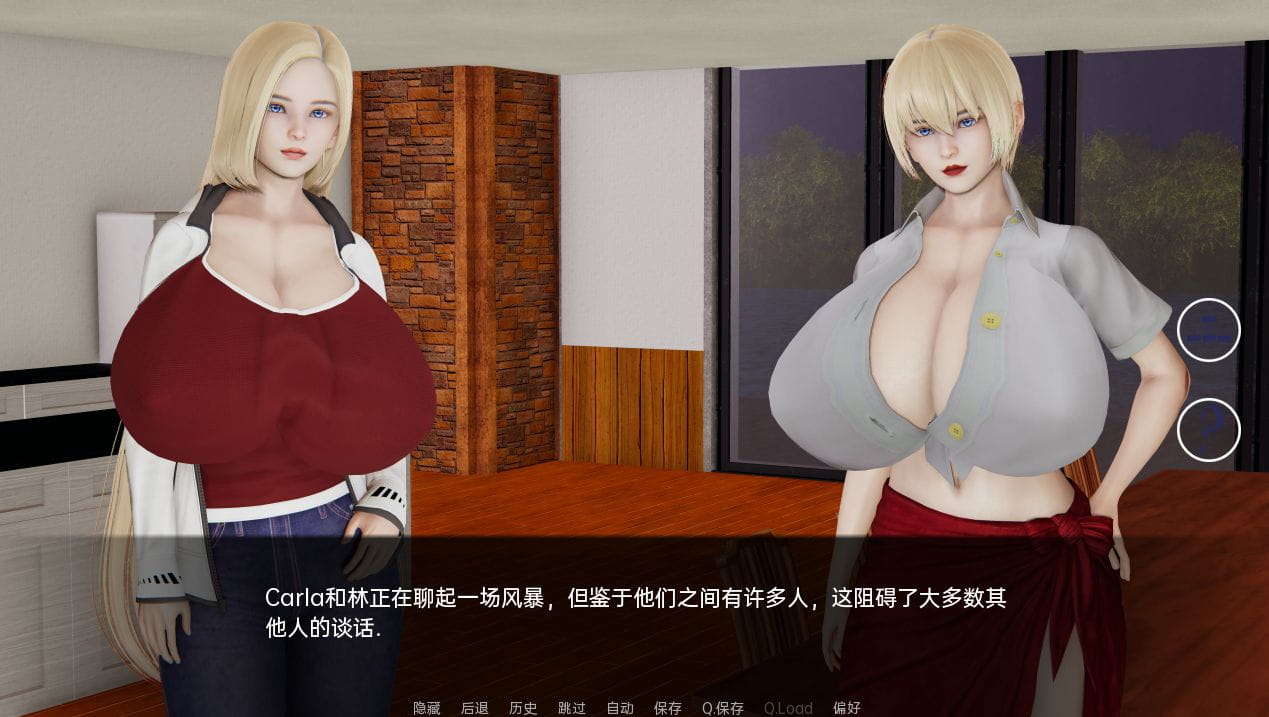 Carla和林正在聊起一场风暴，但鉴于他们之间有许多人，这阻碍了大多数其
他人的谈话.
隐藏 后退 历史 跳过 自动 保存 Q.保存 Q.Load 偏好